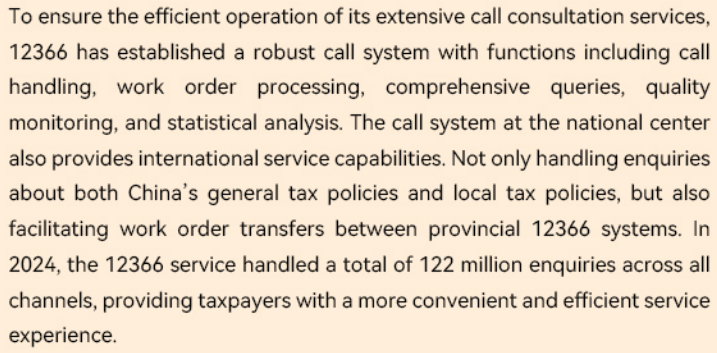 To ensure the efficient operation of its extensive call consultation services,
12366 has established a robust call system with functions including call
handling, work order processing, comprehensive queries, quality
monitoring, and statistical analysis. The call system at the national center
also provides international service capabilities. Not only handling enquiries
about both China's general tax policies and local tax policies, but also
facilitating work order transfers between provincial 12366 systems. In
2024, the 12366 service handled a total of 122 million enquiries across all
channels, providing taxpayers with a more convenient and efficient service
experience.